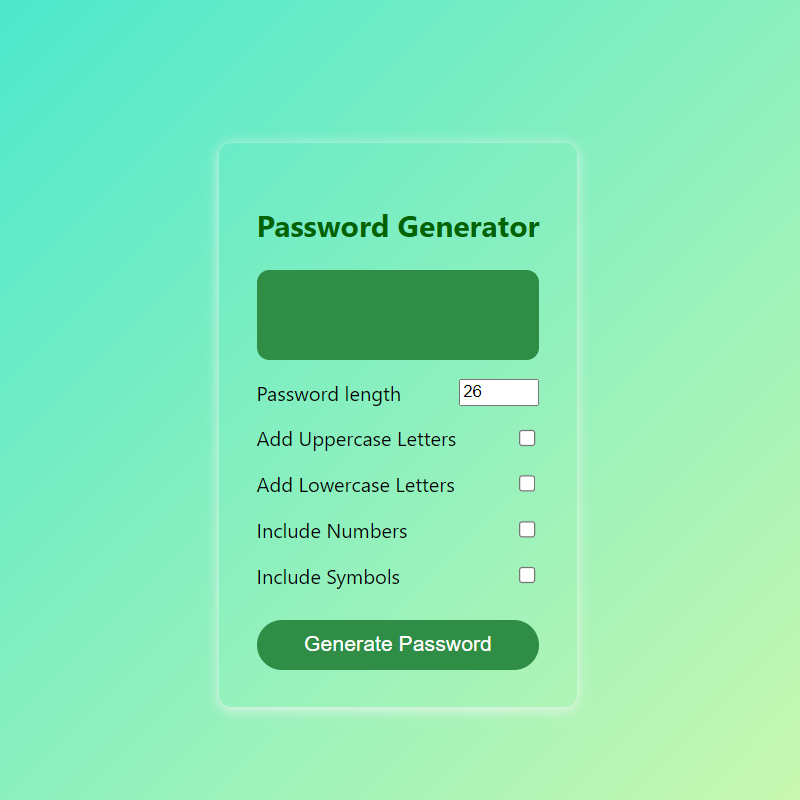 Password Generator
Password length 26
Add Uppercase Letters
Add Lowercase Letters
Include Numbers
Include Symbols
Generate Password